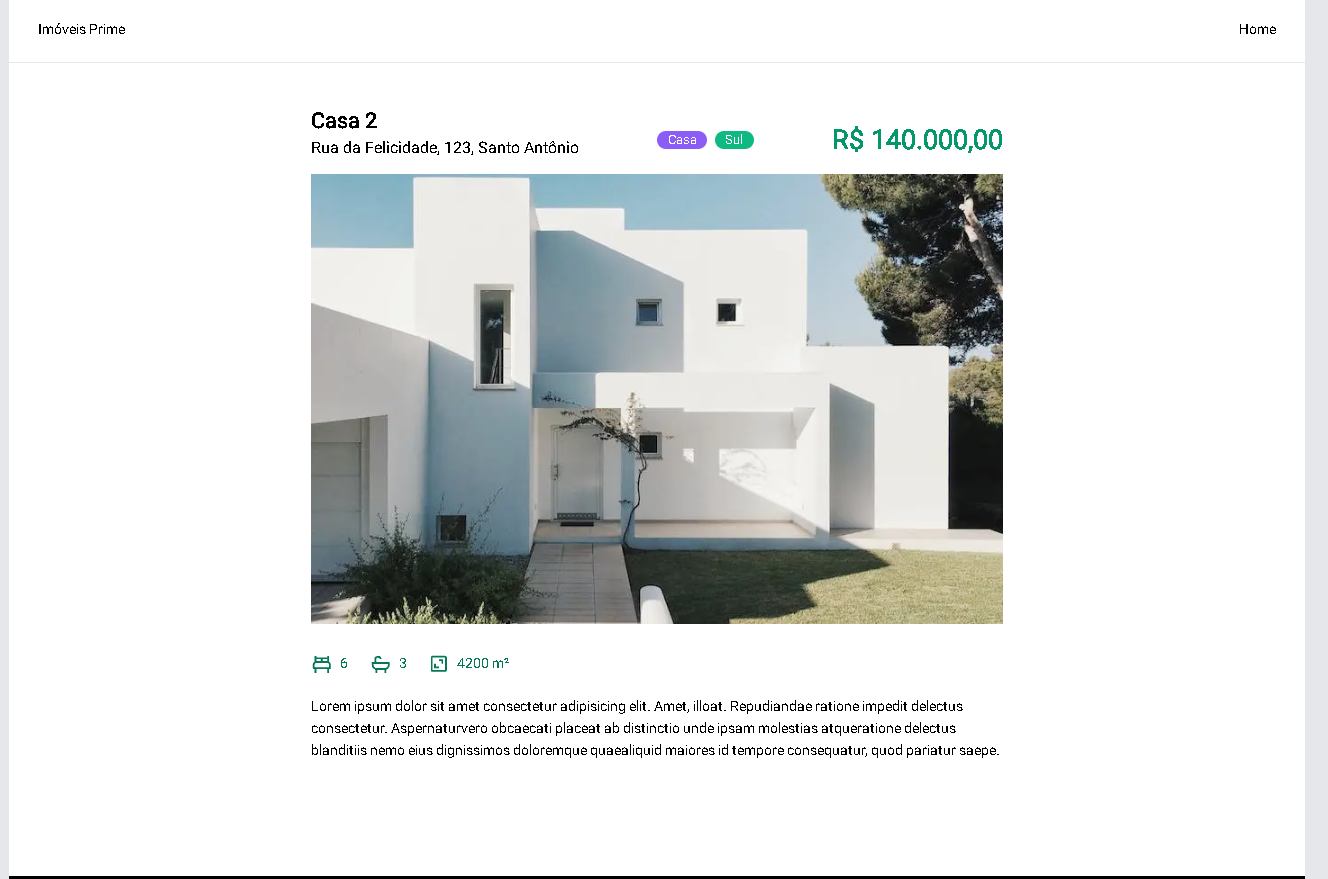 Imóveis Prime
Home
Casa 2
Rua da Felicidade, 123, Santo Antônio
Casa
Sul
R$ 140.000,00
6
3
4200 m²
Lorem ipsum dolor sit amet consectetur adipisicing elit. Amet, illoat. Repudiandae ratione impedit delectus
consectetur. Aspernaturvero obcaecati placeat ab distinctio unde ipsam molestias atqueratione delectus
blanditiis nemo eius dignissimos doloremque quaealiquid maiores id tempore consequatur, quod pariatur saepe.